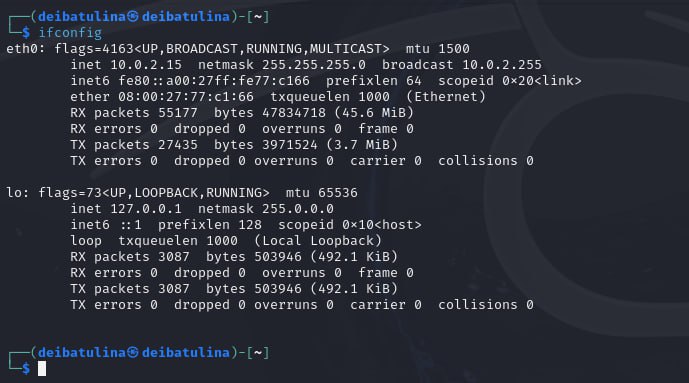 ┌──(deibatulina㉿deibatulina)-[~]
└─$ ifconfig
eth0: flags=4163<UP,BROADCAST,RUNNING,MULTICAST>  mtu 1500
        inet 10.0.2.15  netmask 255.255.255.0  broadcast 10.0.2.255
        inet6 fe80::a00:27ff:fe77:c166  prefixlen 64  scopeid 0×20<link>
        ether 08:00:27:77:c1:66  txqueuelen 1000  (Ethernet)
        RX packets 55177  bytes 47834718 (45.6 MiB)
        RX errors 0  dropped 0  overruns 0  frame 0
        TX packets 27435  bytes 3971524 (3.7 MiB)
        TX errors 0  dropped 0 overruns 0  carrier 0  collisions 0

lo: flags=73<UP,LOOPBACK,RUNNING>  mtu 65536
        inet 127.0.0.1  netmask 255.0.0.0
        inet6 ::1  prefixlen 128  scopeid 0×10<host>
        loop  txqueuelen 1000  (Local Loopback)
        RX packets 3087  bytes 503946 (492.1 KiB)
        RX errors 0  dropped 0  overruns 0  frame 0
        TX packets 3087  bytes 503946 (492.1 KiB)
        TX errors 0  dropped 0 overruns 0  carrier 0  collisions 0

┌──(deibatulina㉿deibatulina)-[~]
└─$